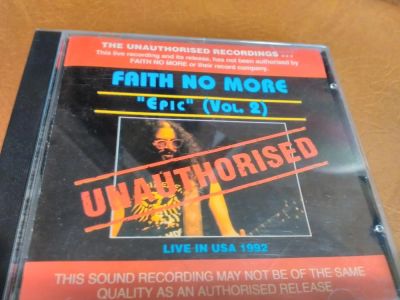 THE UNAUTHORISED RECORDINGS ...
This live recording and its release, has not been authorised by
FAITH NO MORE or their record company.
FAITH NO MORE
"EPIC" (VOL. 2)
UNAUTHORISED
LIVE IN USA 1992
THIS SOUND RECORDING MAY NOT BE OF THE SAME
QUALITY AS AN AUTHORISED RELEASE